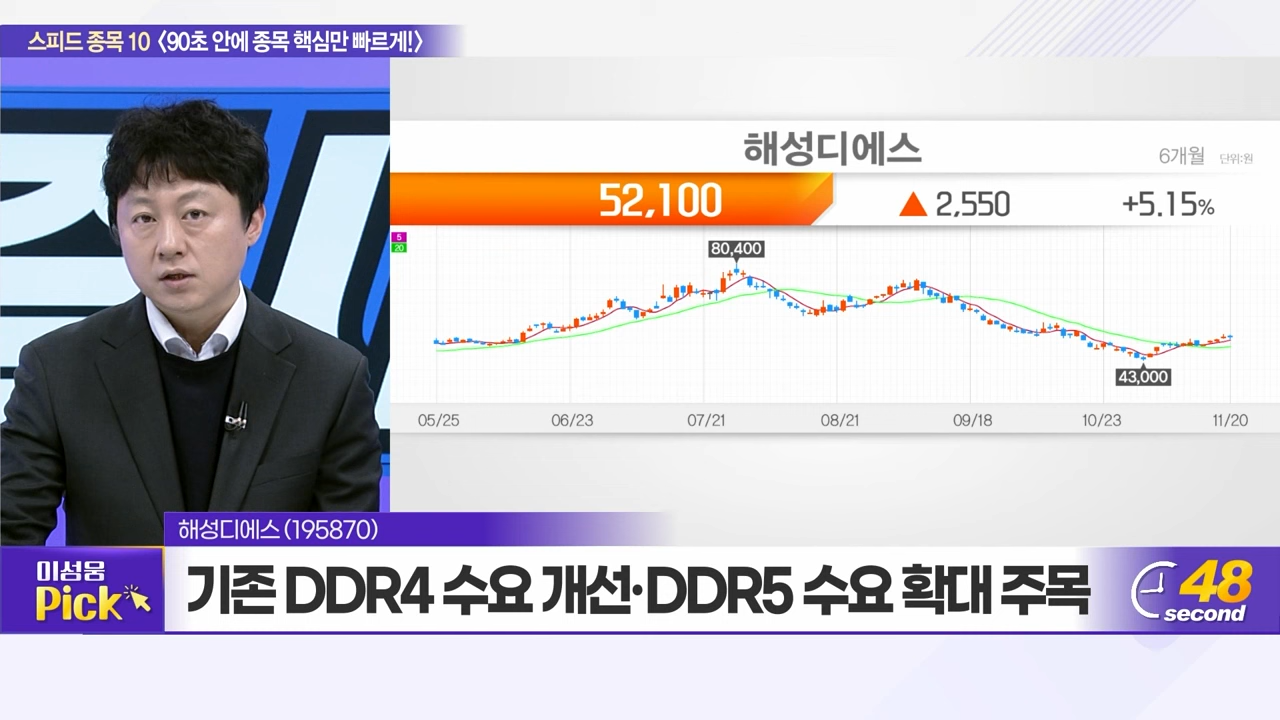 스피드 종목 10 〈90초 안에 종목 핵심만 빠르게!〉
해성디에스
6개월 단위:원
52,100 ▲ 2,550 +5.15%
5
20
80,400
43,000
05/25 06/23 07/21 08/21 09/18 10/23 11/20
해성디에스 (195870)
이성웅
Pick
기존 DDR4 수요 개선·DDR5 수요 확대 주목
48
second